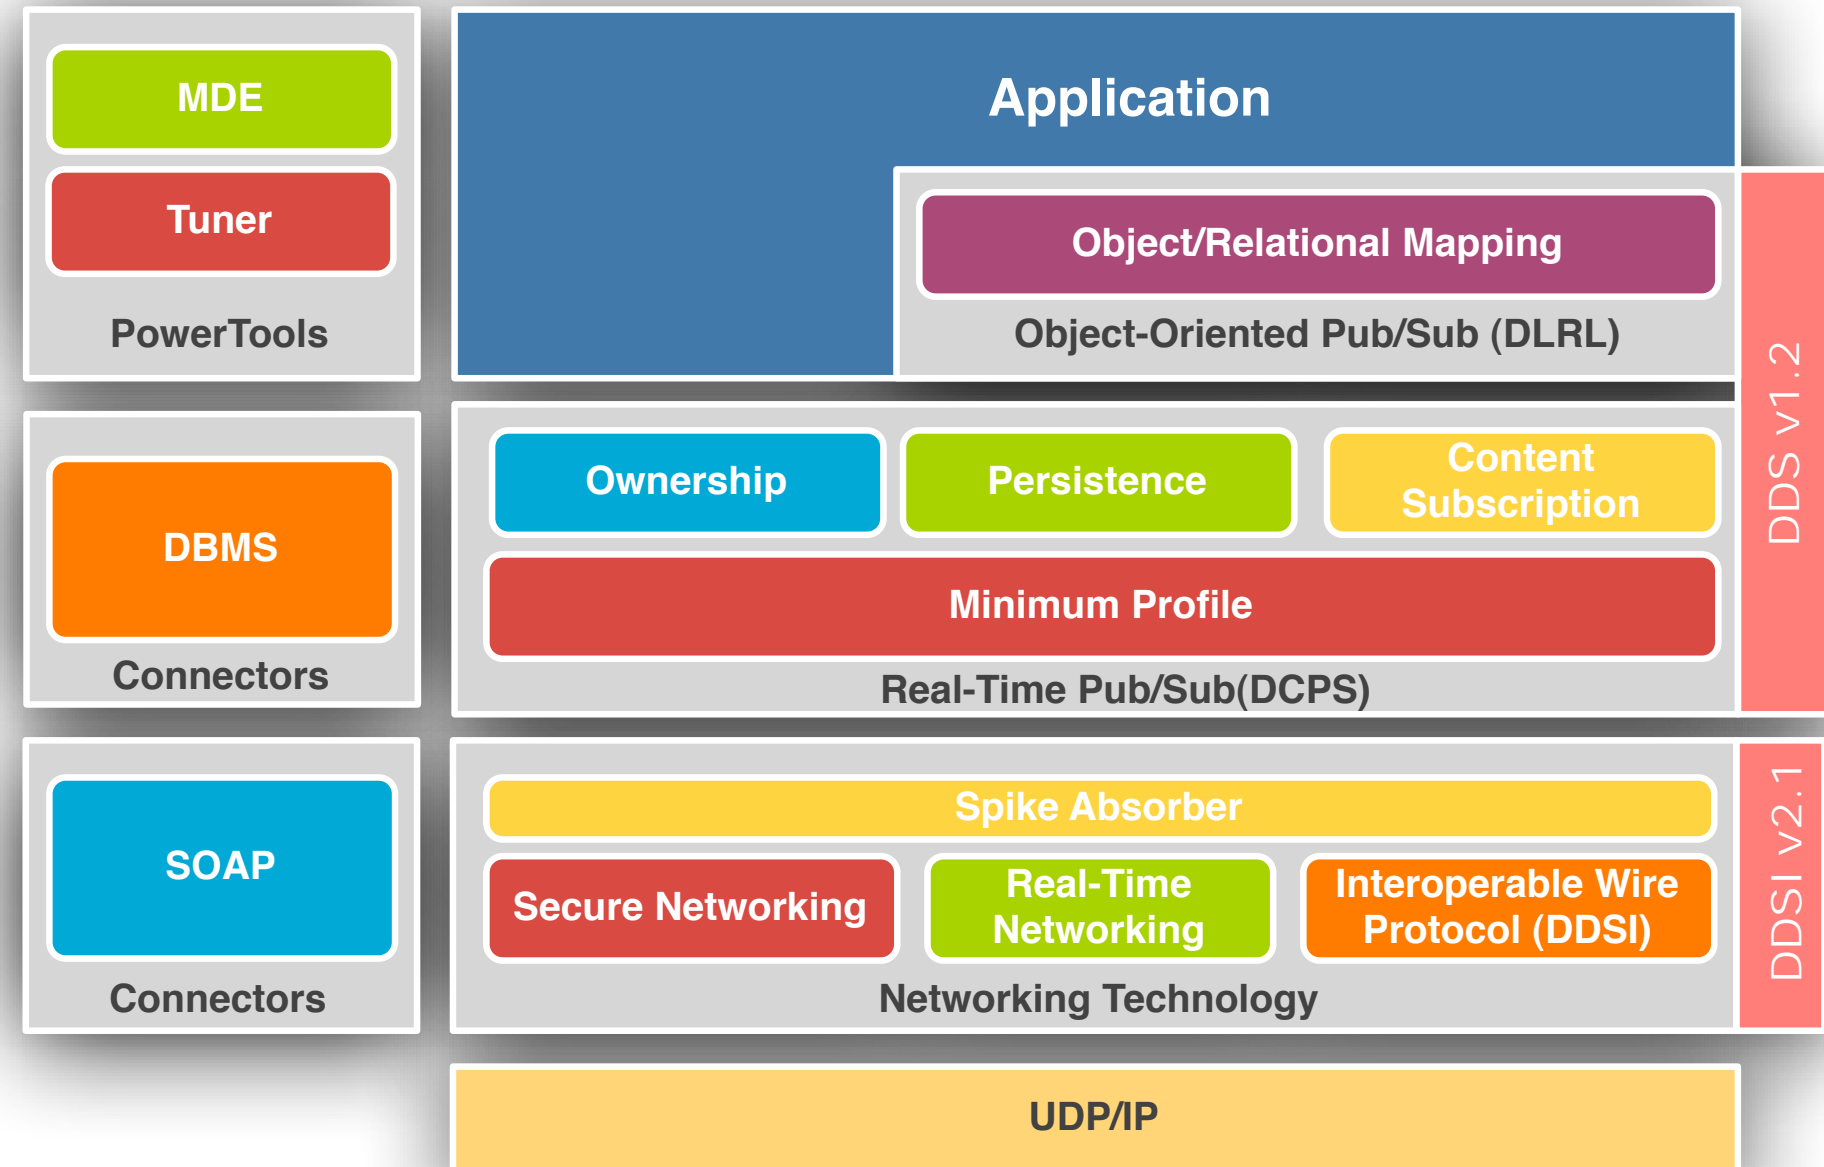 MDE
Tuner
PowerTools
Application
Object/Relational Mapping
Object-Oriented Pub/Sub (DLRL)
DDS v1.2
DBMS
Connectors
Ownership
Persistence
Content
Subscription
Minimum Profile
Real-Time Pub/Sub(DCPS)
SOAP
Connectors
Spike Absorber
Secure Networking
Real-Time
Networking
Interoperable Wire
Protocol (DDSI)
Networking Technology
DDSI v2.1
UDP/IP